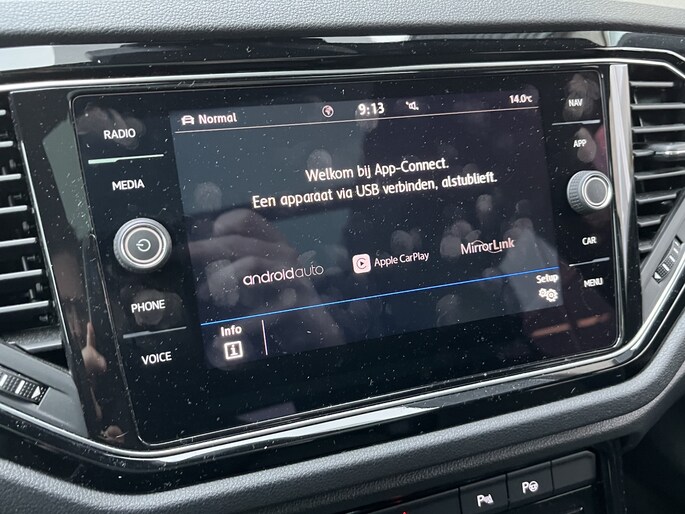 RADIO
MEDIA
PHONE
VOICE
Normal
9:13
14.0°C
Welkom bij App-Connect.
Een apparaat via USB verbinden, alstublieft.
androidauto
Apple CarPlay
MirrorLink
Setup
Info
i
NAV
APP
CAR
MENU
P
P